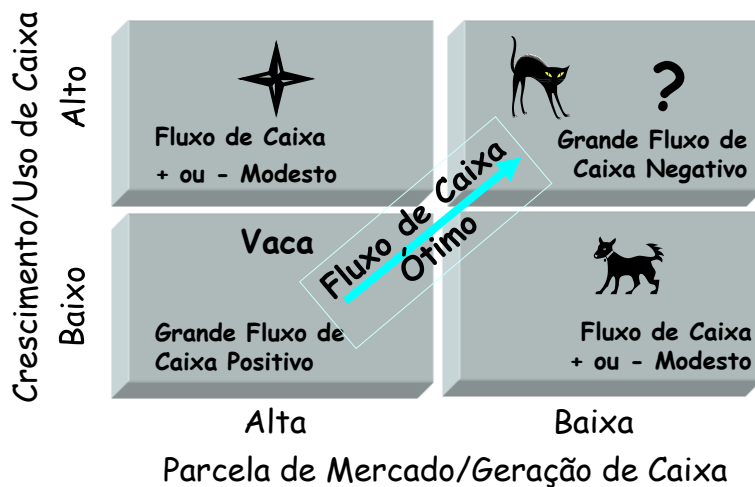 Crescimento/Uso de Caixa
Alto
Baixo
Fluxo de Caixa
+ ou - Modesto
?
Grande Fluxo de
Caixa Negativo
Vaca
Grande Fluxo de
Caixa Positivo
Fluxo de Caixa
Ótimo
Fluxo de Caixa
+ ou - Modesto
Alta
Baixa
Parcela de Mercado/Geração de Caixa